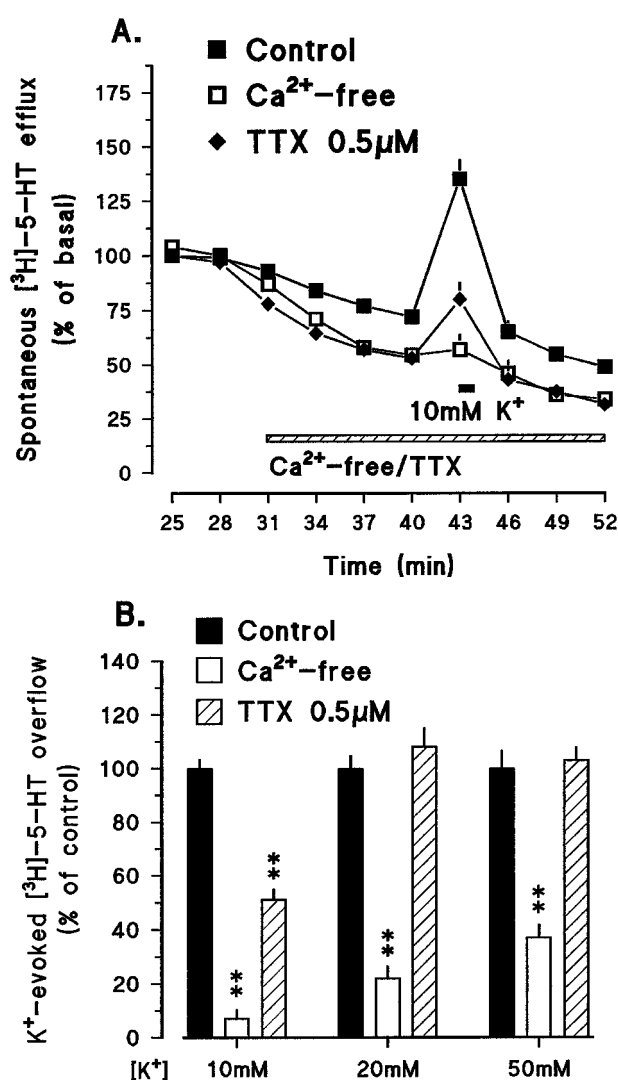 A.
Control
Ca²⁺-free
TTX 0.5µM
Spontaneous [³H]-5-HT efflux
(% of basal)
175
150
125
100
75
50
25
0
10mM K⁺
Ca²⁺-free/TTX
25 28 31 34 37 40 43 46 49 52
Time (min)
B.
Control
Ca²⁺-free
TTX 0.5µM
K⁺-evoked [³H]-5-HT overflow
(% of control)
140
120
100
80
60
40
20
0
**
**
**
**
[K⁺] 10mM 20mM 50mM